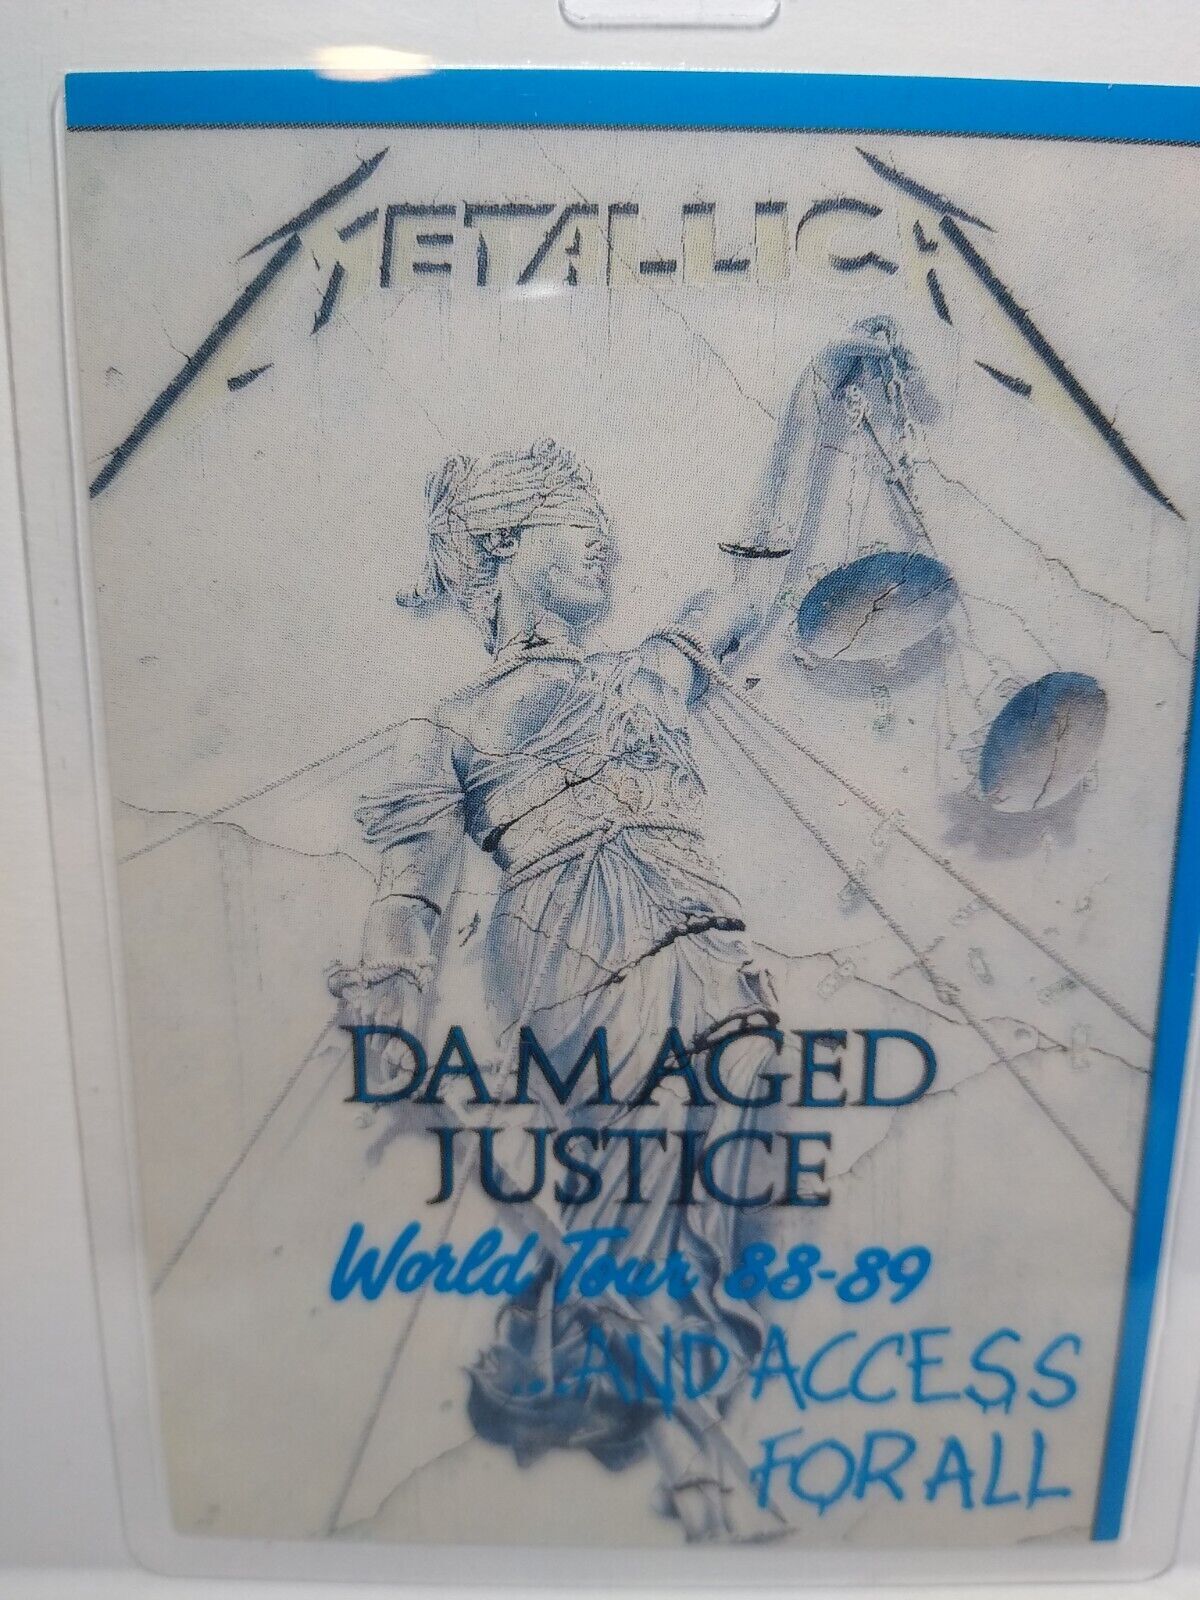 METALLICA
DAMAGED
JUSTICE
World Tour 88-89
...AND ACCESS
FOR ALL